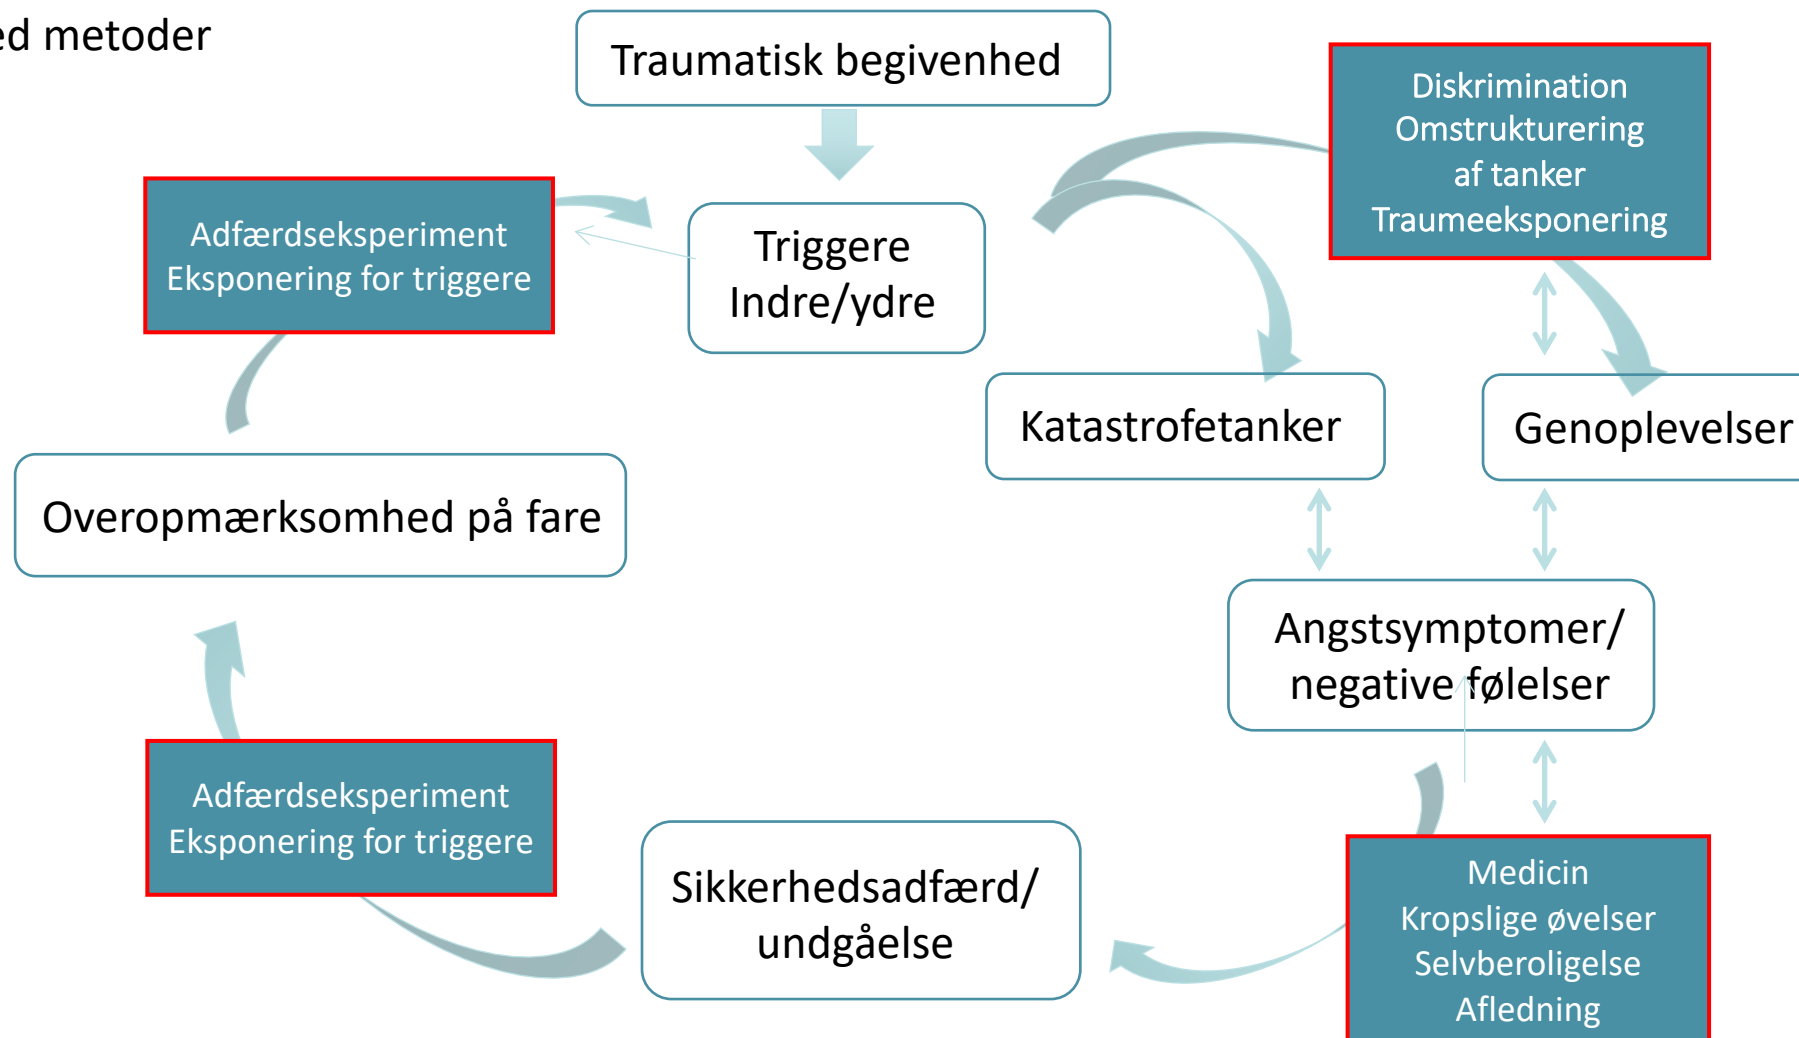 ed metoder
Traumatisk begivenhed
Diskrimination
Omstrukturering
af tanker
Traumeeksponering
Adfærdseksperiment
Eksponering for triggere
Triggere
Indre/ydre
Katastrofetanker
Genoplevelser
Overopmærksomhed på fare
Angstsymptomer/
negative følelser
Adfærdseksperiment
Eksponering for triggere
Sikkerhedsadfærd/
undgåelse
Medicin
Kropslige øvelser
Selvberoligelse
Afledning